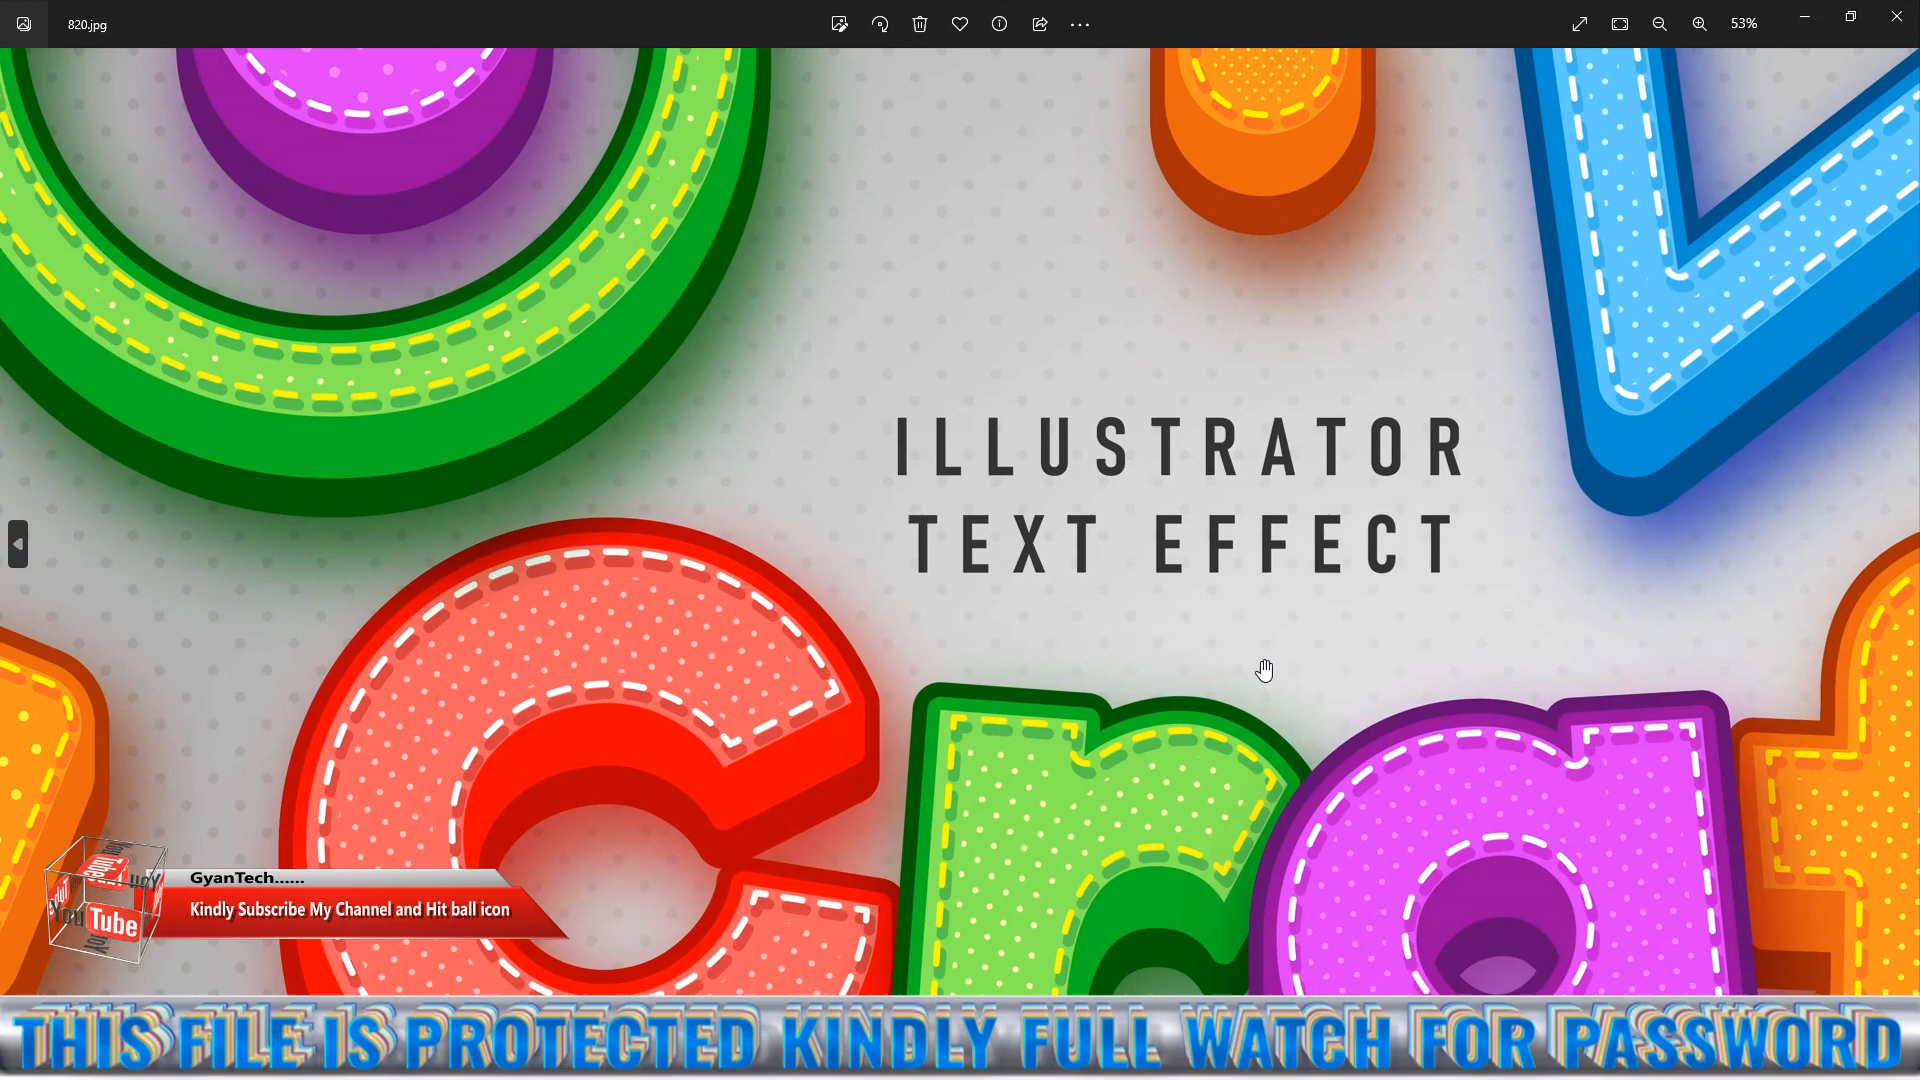 820.jpg
53%
ILLUSTRATOR
TEXT EFFECT
Craf
GyanTech......
Kindly Subscribe My Channel and Hit ball icon
You Tube
THIS FILE IS PROTECTED KINDLY FULL WATCH FOR PASSWORD